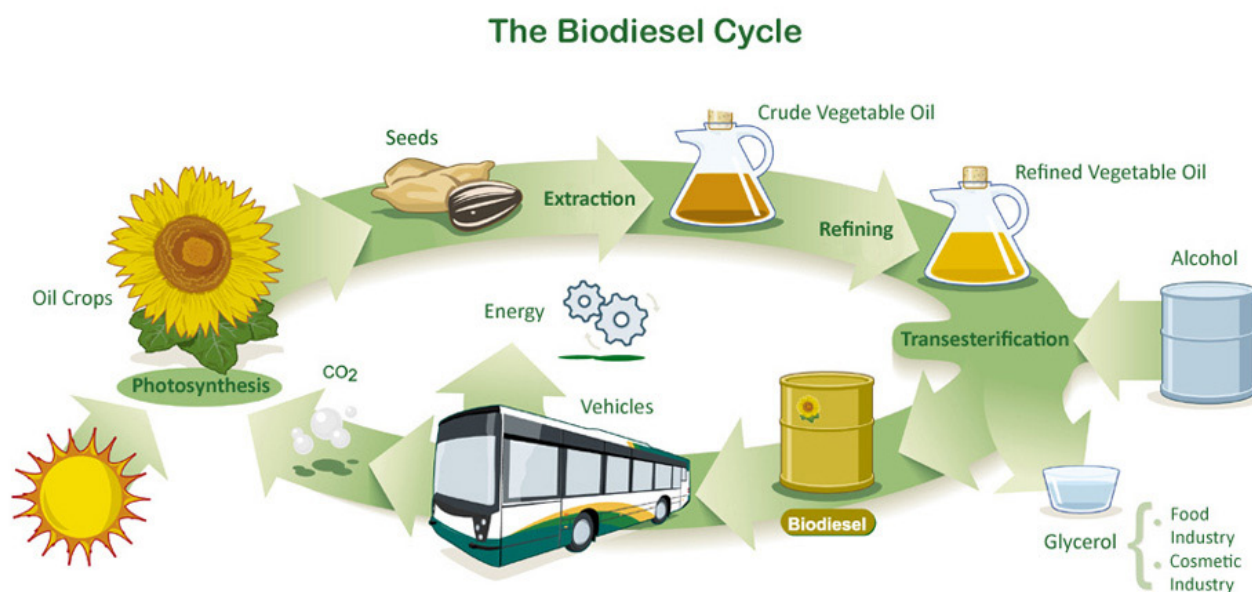 The Biodiesel Cycle
Crude Vegetable Oil
Seeds
Refined Vegetable Oil
Extraction
Refining
Alcohol
Oil Crops
Energy
Transesterification
Photosynthesis
CO2
Vehicles
Biodiesel
Glycerol
Food
Industry
Cosmetic
Industry